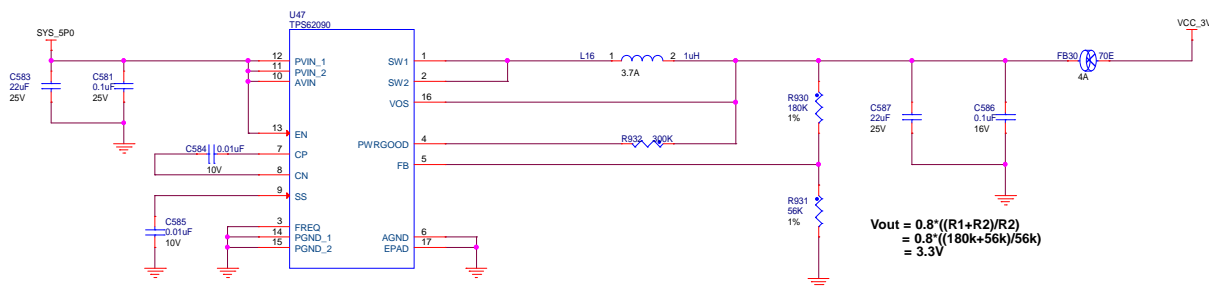 U47
TPS62090
SYS_5P0
VCC_3V
C583
22uF
25V
C581
0.1uF
25V
12
11
10
PVIN_1
PVIN_2
AVIN
13
EN
C584
0.01uF
10V
7
CP
8
CN
9
SS
C585
0.01uF
10V
3
FREQ
14
PGND_1
15
PGND_2
SW1
1
SW2
2
VOS
16
PWRGOOD
4
FB
5
AGND
6
EPAD
17
L16
1
2
1uH
3.7A
R932
300K
R930
180K
1%
R931
56K
1%
C587
22uF
25V
C586
0.1uF
16V
FB30
70E
4A
Vout = 0.8*((R1+R2)/R2)
= 0.8*((180k+56k)/56k)
= 3.3V